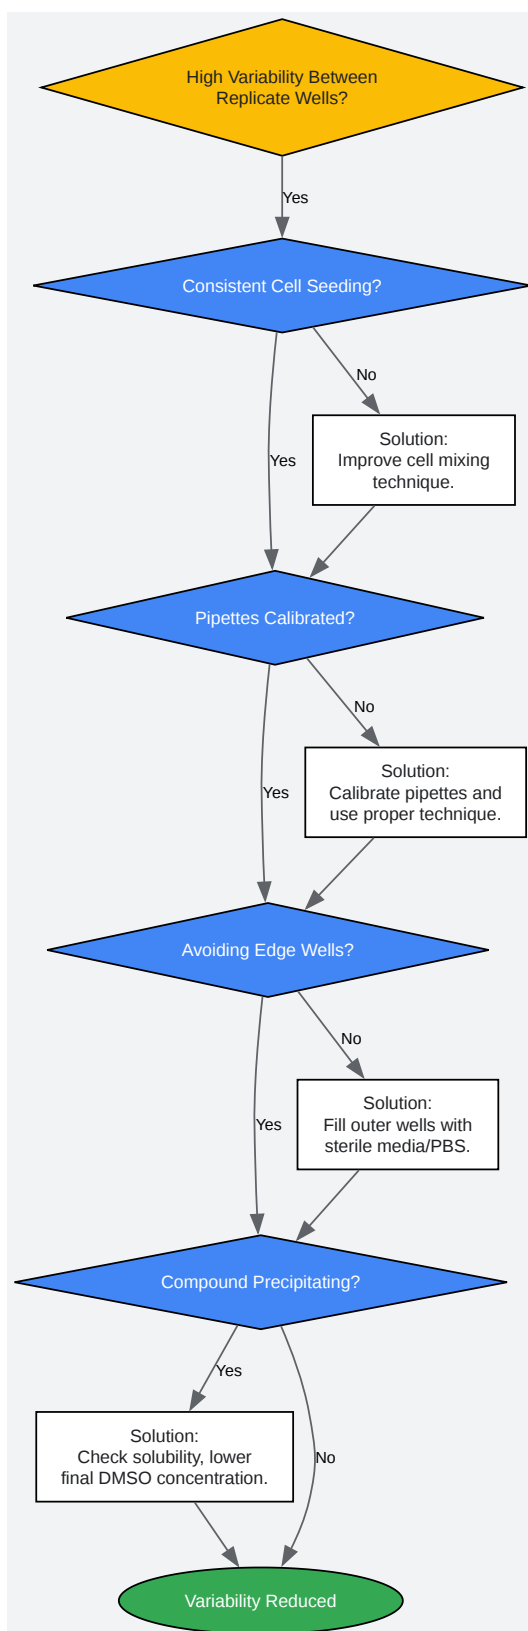 High Variability Between
Replicate Wells?
Yes
Consistent Cell Seeding?
No
Solution:
Improve cell mixing
technique.
Yes
Pipettes Calibrated?
No
Solution:
Calibrate pipettes and
use proper technique.
Yes
Avoiding Edge Wells?
No
Solution:
Fill outer wells with
sterile media/PBS.
Yes
Compound Precipitating?
Yes
Solution:
Check solubility, lower
final DMSO concentration.
No
Variability Reduced